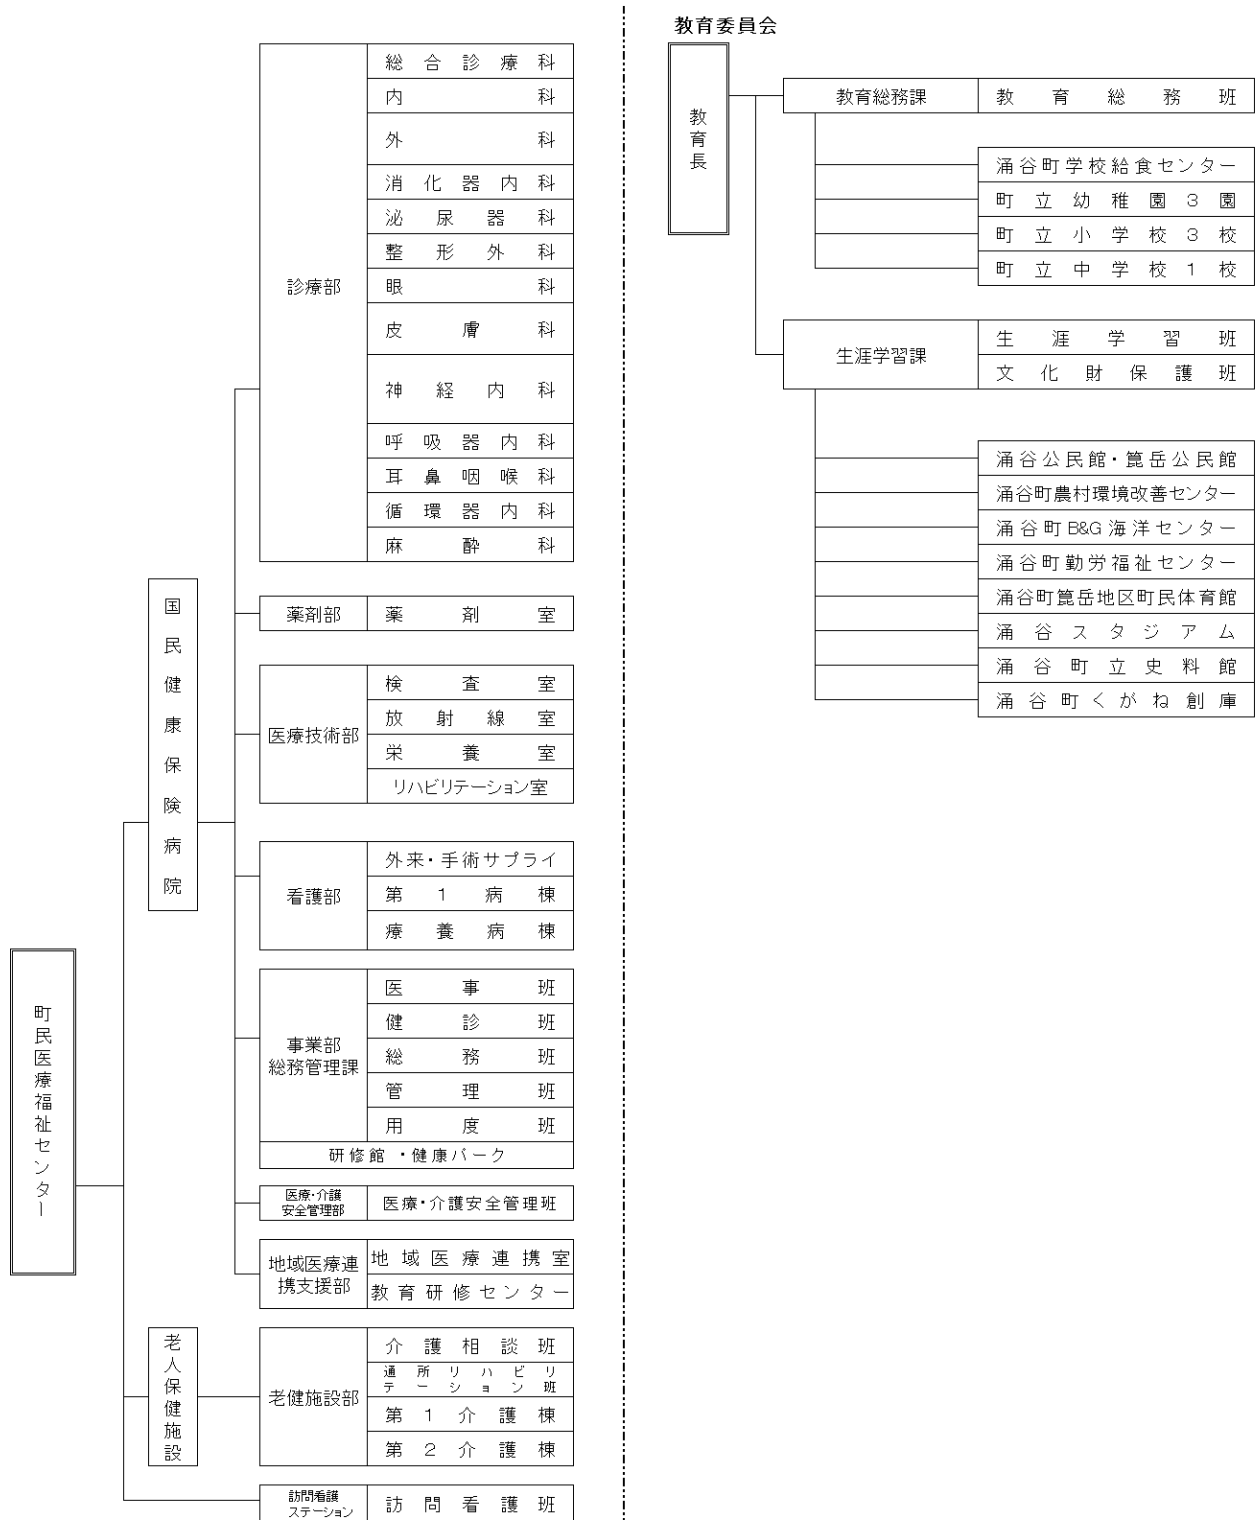 町民医療福祉センター
国民健康保険病院
診療部
総合診療科
内科
外科
消化器内科
泌尿器科
整形外科
眼科
皮膚科
神経内科
呼吸器内科
耳鼻咽喉科
循環器内科
麻酔科
薬剤部
薬剤室
医療技術部
検査室
放射線室
栄養室
リハビリテーション室
看護部
外来・手術サプライ
第1病棟
療養病棟
事業部
総務管理課
医事班
健診班
総務班
管理班
用度班
研修館・健康パーク
医療・介護
安全管理部
医療・介護安全管理班
地域医療連
携支援部
地域医療連携室
教育研修センター
老人保健施設
老健施設部
介護相談班
通所リハビリ
テーション班
第1介護棟
第2介護棟
訪問看護
ステーション
訪問看護班
教育委員会
教育長
教育総務課
教育総務班
涌谷町学校給食センター
町立幼稚園3園
町立小学校3校
町立中学校1校
生涯学習課
生涯学習班
文化財保護班
涌谷公民館・箟岳公民館
涌谷町農村環境改善センター
涌谷町B&G海洋センター
涌谷町勤労福祉センター
涌谷町箟岳地区町民体育館
涌谷スタジアム
涌谷町立史料館
涌谷町くがね創庫